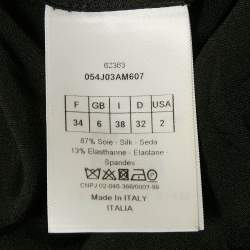 62363
054J03AM607
F GB I D USA
34 6 38 32 2
87% Soie - Silk - Seda
13% Elasthanne - Elastane -
Spandex
Made In ITALY
ITALIA